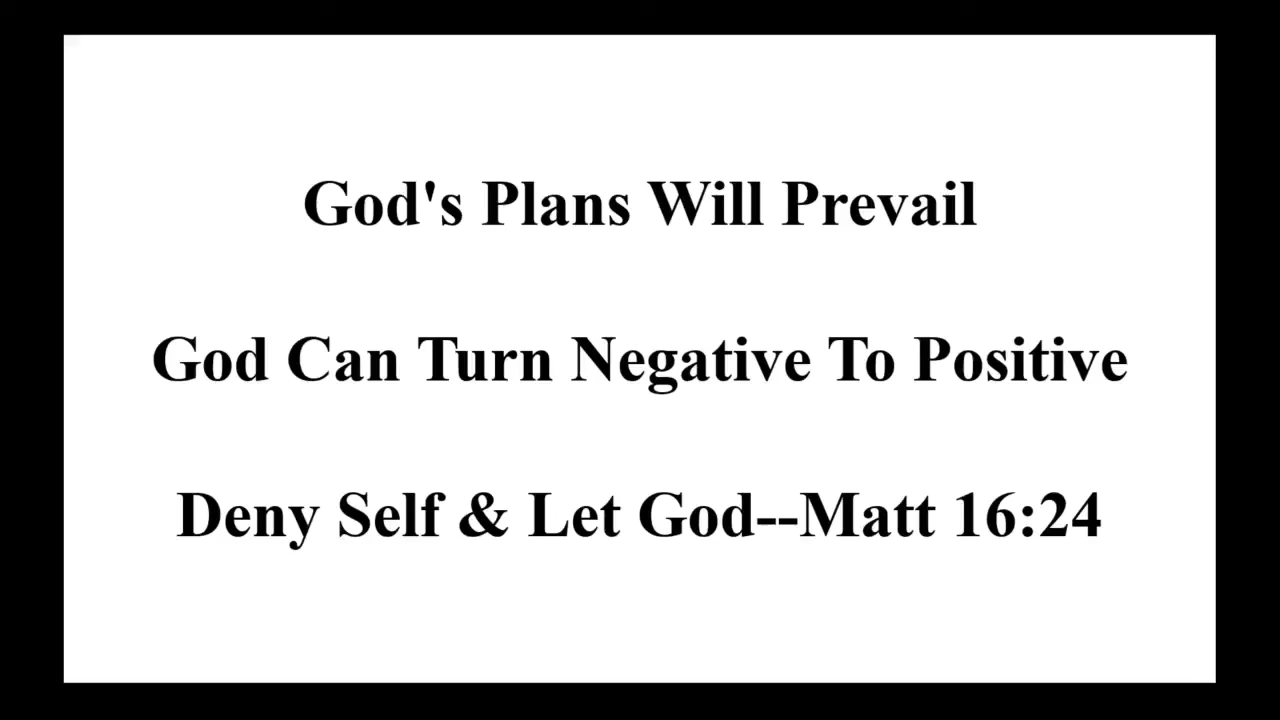 God's Plans Will Prevail
God Can Turn Negative To Positive
Deny Self & Let God--Matt 16:24